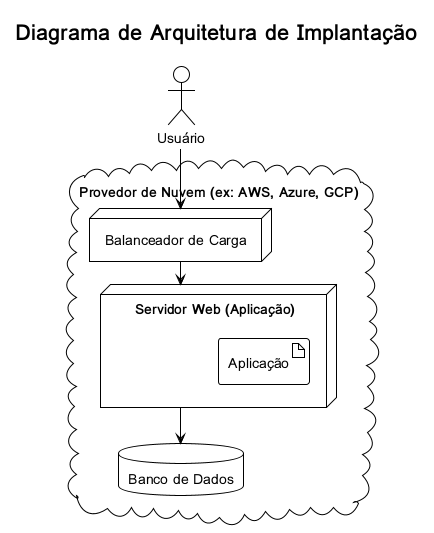 Diagrama de Arquitetura de Implantação
Usuário
Provedor de Nuvem (ex: AWS, Azure, GCP)
Balanceador de Carga
Servidor Web (Aplicação)
Aplicação
Banco de Dados